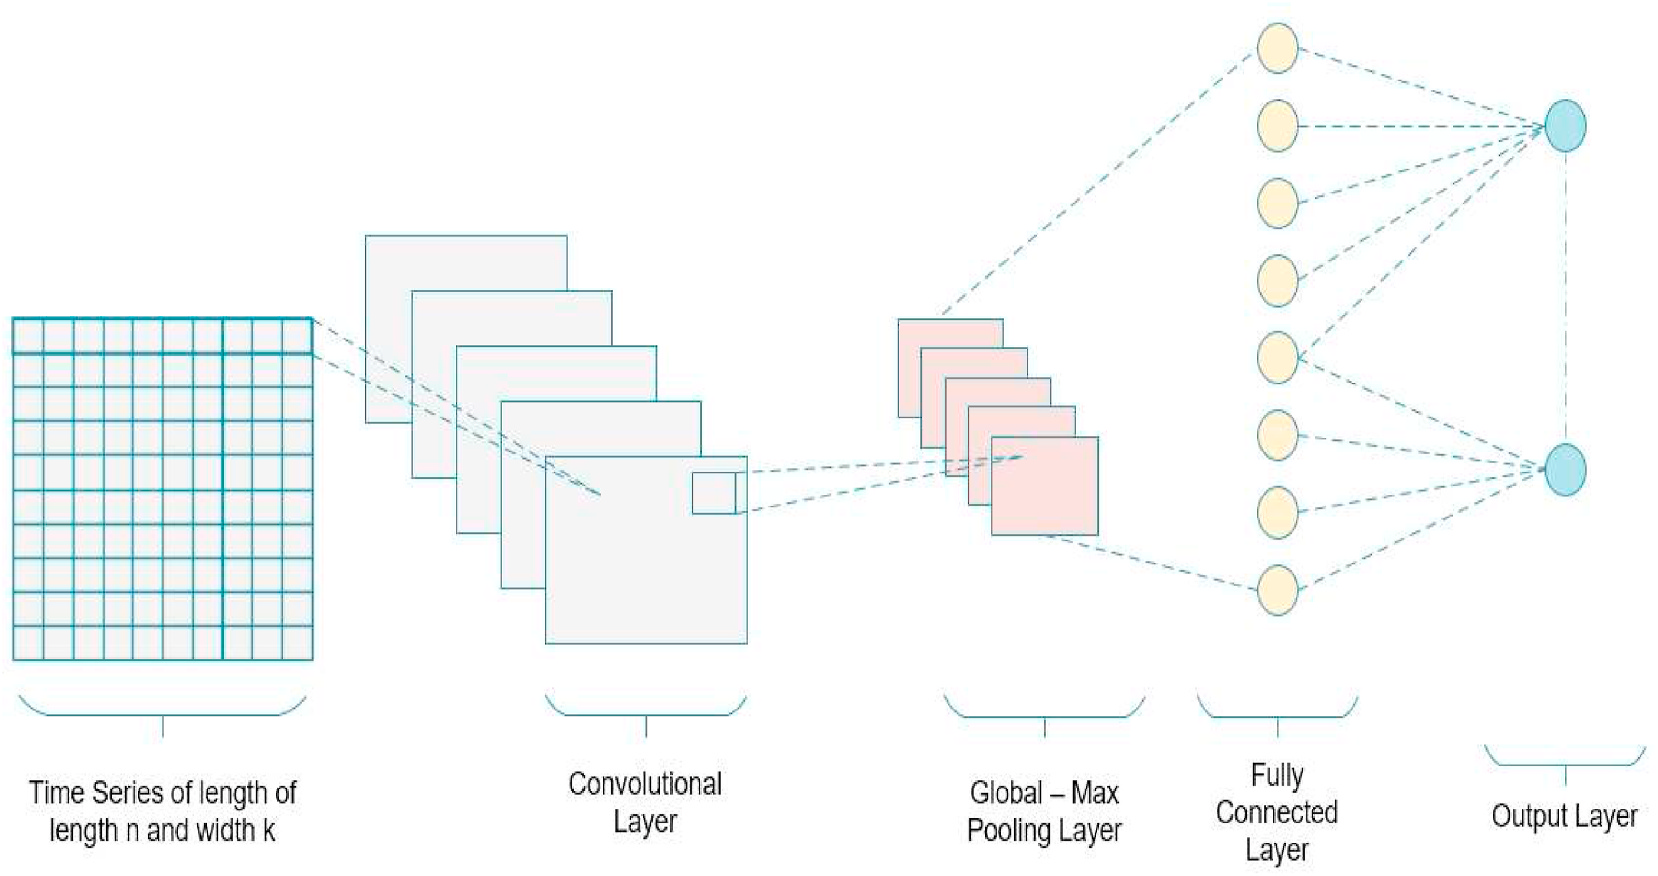 Time Series of length of
length n and width k
Convolutional
Layer
Global – Max
Pooling Layer
Fully
Connected
Layer
Output Layer